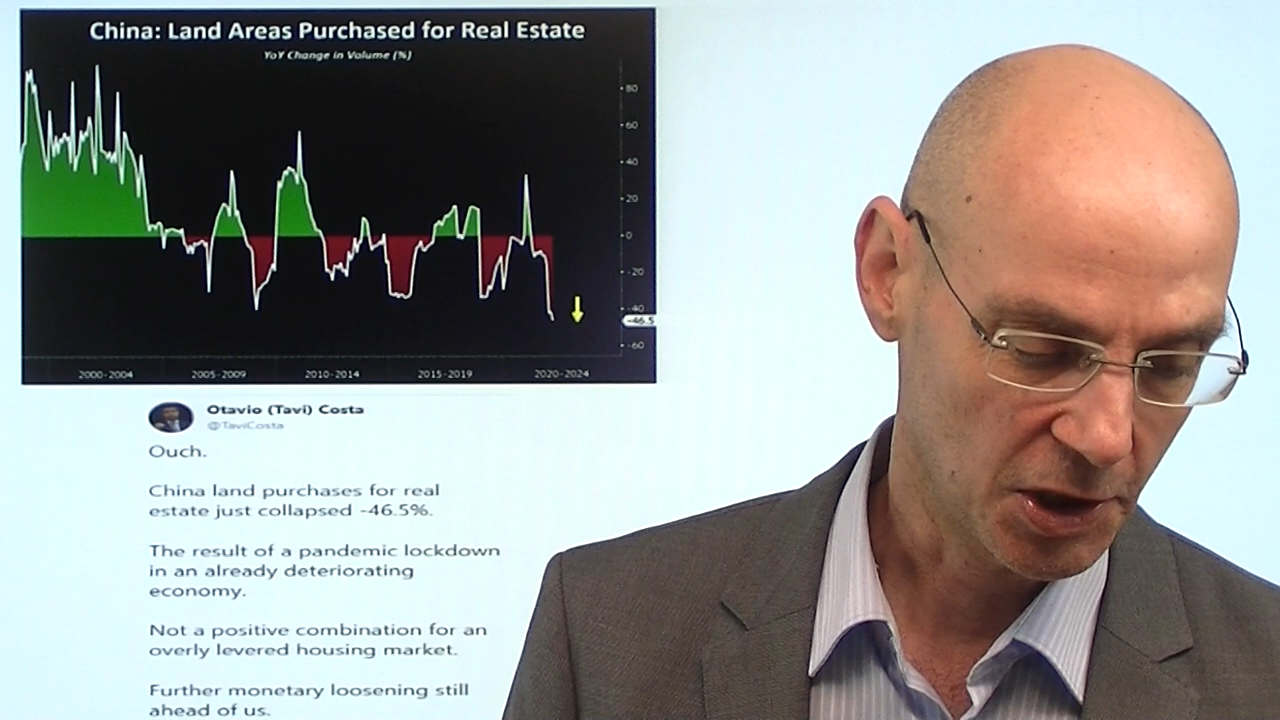 China: Land Areas Purchased for Real Estate
YoY Change in Volume (%)
80
60
40
20
0
-20
-40
-46.5
-60
2000-2004
2005-2009
2010-2014
2015-2019
2020-2024
Otavio (Tavi) Costa
@TaviCosta
Ouch.
China land purchases for real
estate just collapsed -46.5%.
The result of a pandemic lockdown
in an already deteriorating
economy.
Not a positive combination for an
overly levered housing market.
Further monetary loosening still
ahead of us.